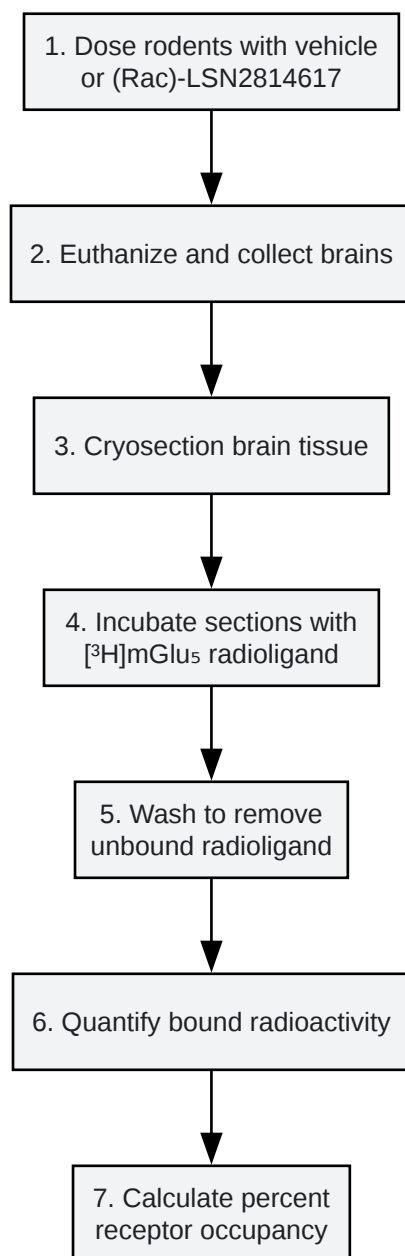 1. Dose rodents with vehicle
or (Rac)-LSN2814617
2. Euthanize and collect brains
3. Cryosection brain tissue
4. Incubate sections with
[³H]mGlu₅ radioligand
5. Wash to remove
unbound radioligand
6. Quantify bound radioactivity
7. Calculate percent
receptor occupancy